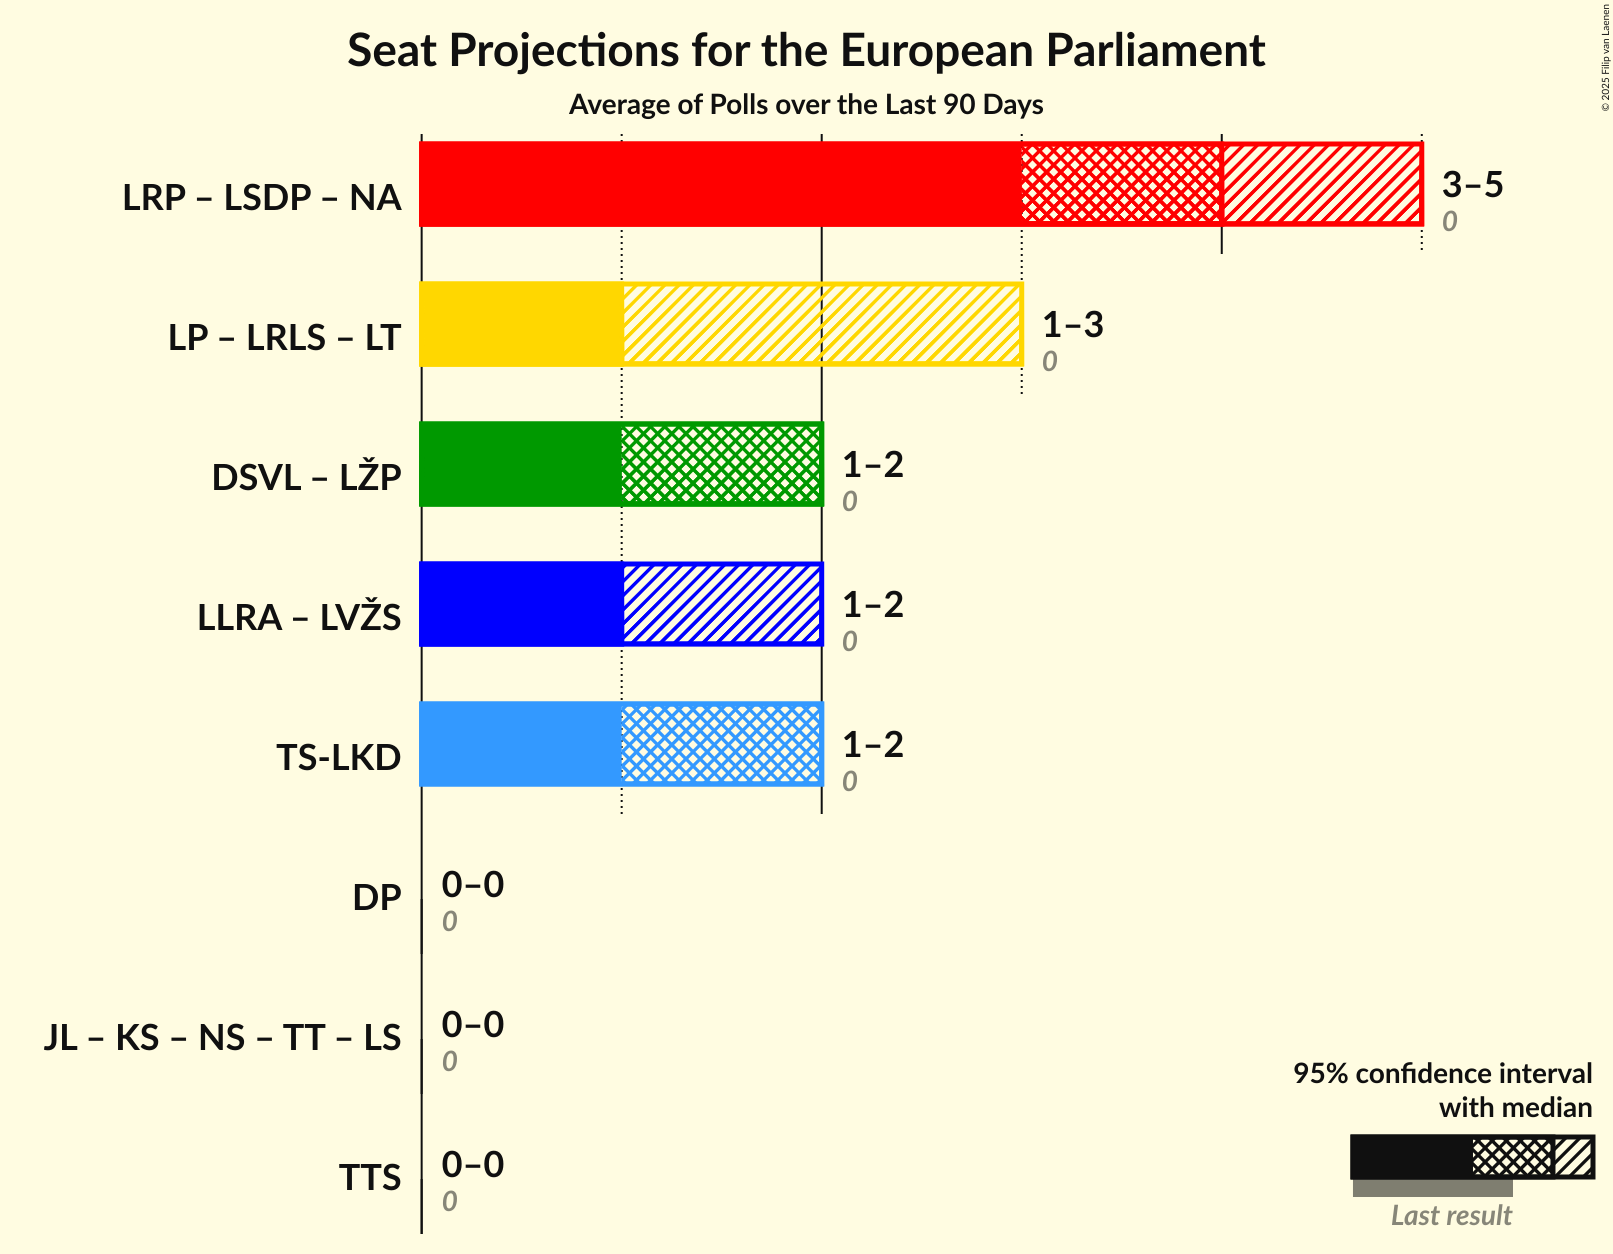 Seat Projections for the European Parliament
Average of Polls over the Last 90 Days
© 2025 Filip van Laenen
LRP – LSDP – NA
3–5
0
LP – LRLS – LT
1–3
0
DSVL – LŽP
1–2
0
LLRA – LVŽS
1–2
0
TS-LKD
1–2
0
DP
0–0
0
JL – KS – NS – TT – LS
0–0
0
TTS
0–0
0
95% confidence interval
with median
Last result